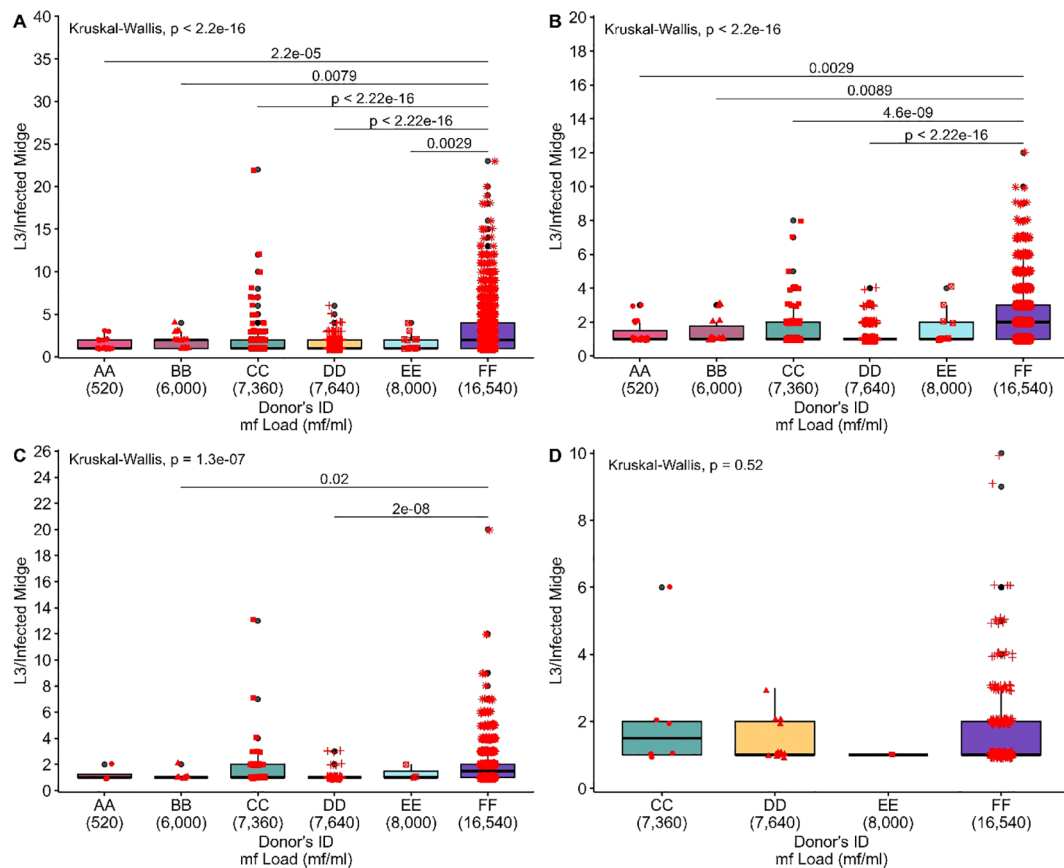 A
Kruskal-Wallis, p < 2.2e-16
40
35
30
25
20
15
10
5
0
L3/Infected Midge
2.2e-05
0.0079
p < 2.22e-16
p < 2.22e-16
0.0029
AA BB CC DD EE FF
(520) (6,000) (7,360) (7,640) (8,000) (16,540)
Donor's ID
mf Load (mf/ml)
B
Kruskal-Wallis, p < 2.2e-16
20
18
16
14
12
10
8
6
4
2
0
L3/Infected Midge
0.0029
0.0089
4.6e-09
p < 2.22e-16
AA BB CC DD EE FF
(520) (6,000) (7,360) (7,640) (8,000) (16,540)
Donor's ID
mf Load (mf/ml)
C
Kruskal-Wallis, p = 1.3e-07
26
24
22
20
18
16
14
12
10
8
6
4
2
0
L3/Infected Midge
0.02
2e-08
AA BB CC DD EE FF
(520) (6,000) (7,360) (7,640) (8,000) (16,540)
Donor's ID
mf Load (mf/ml)
D
Kruskal-Wallis, p = 0.52
10
8
6
4
2
0
L3/Infected Midge
CC DD EE FF
(7,360) (7,640) (8,000) (16,540)
Donor's ID
mf Load (mf/ml)